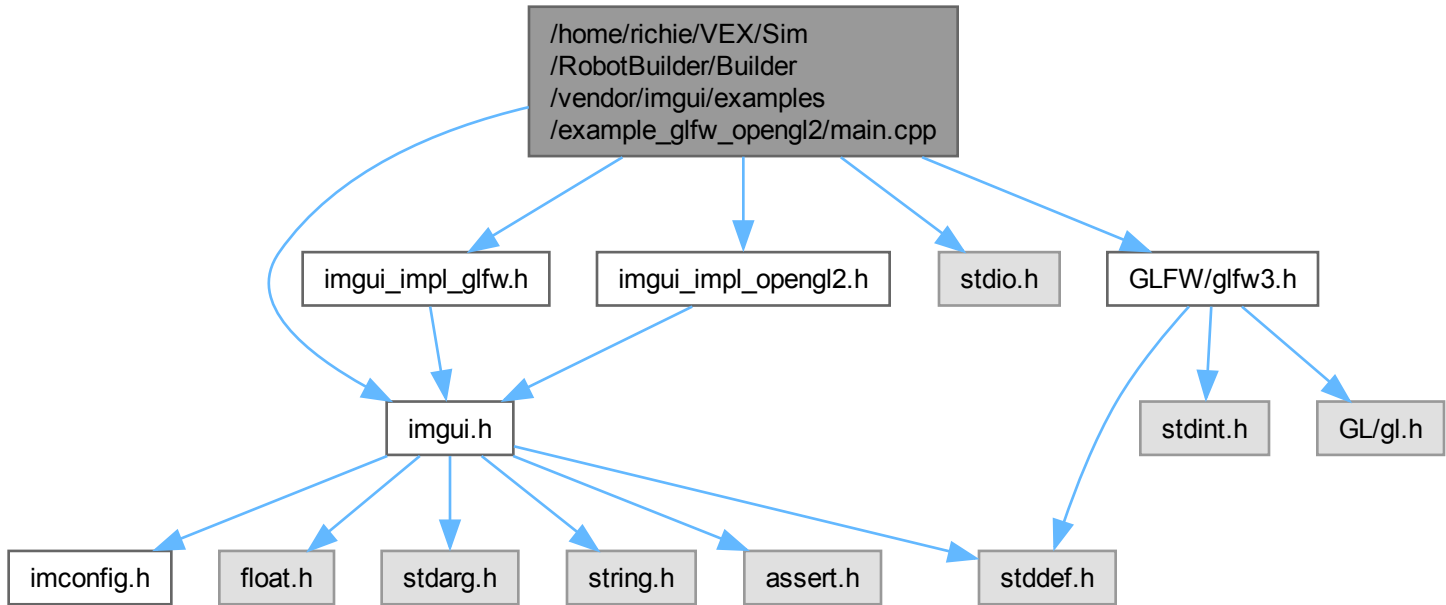 /home/richie/VEX/Sim
/RobotBuilder/Builder
/vendor/imgui/examples
/example_glfw_opengl2/main.cpp
imgui_impl_glfw.h
imgui_impl_opengl2.h
stdio.h
GLFW/glfw3.h
imgui.h
stdint.h
GL/gl.h
imconfig.h
float.h
stdarg.h
string.h
assert.h
stddef.h